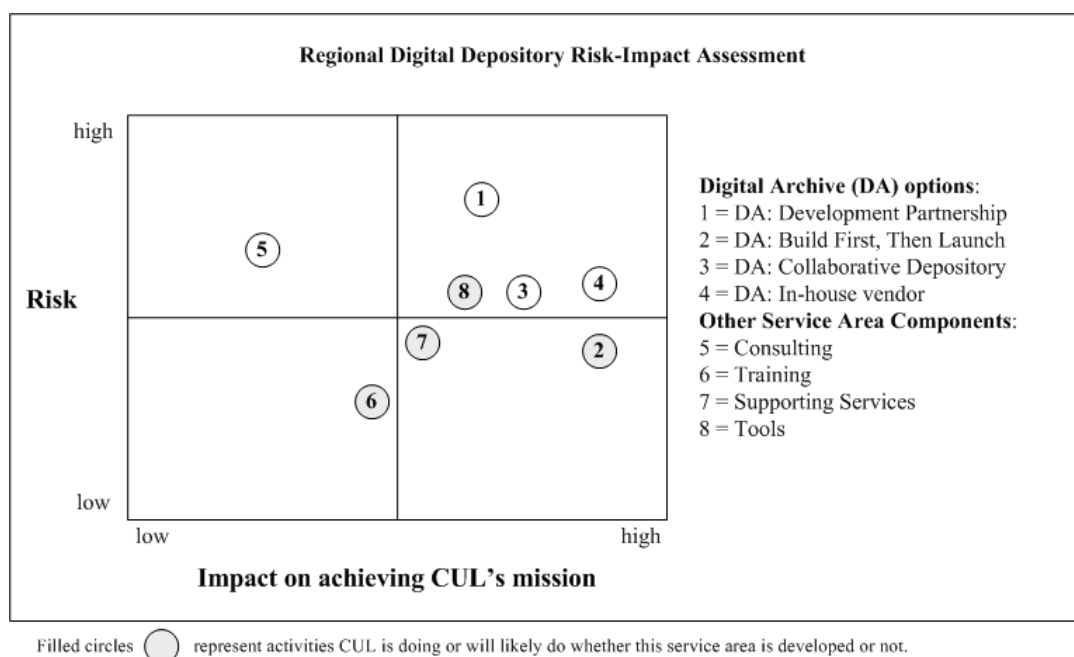 Regional Digital Depository Risk-Impact Assessment
high
1
5
8
3
4
Risk
7
2
6
low
low
high
Impact on achieving CUL's mission
Digital Archive (DA) options:
1 = DA: Development Partnership
2 = DA: Build First, Then Launch
3 = DA: Collaborative Depository
4 = DA: In-house vendor
Other Service Area Components:
5 = Consulting
6 = Training
7 = Supporting Services
8 = Tools
Filled circles represent activities CUL is doing or will likely do whether this service area is developed or not.